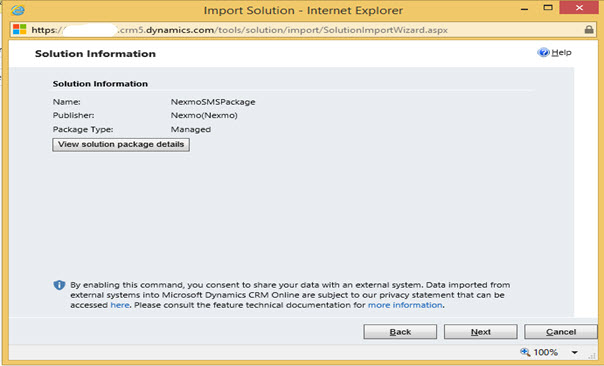 Import Solution - Internet Explorer
https:// .crm5.dynamics.com/tools/solution/import/SolutionImportWizard.aspx
Solution Information
Help
Solution Information
Name: NexmoSMSPackage
Publisher: Nexmo(Nexmo)
Package Type: Managed
View solution package details
By enabling this command, you consent to share your data with an external system. Data imported from
external systems into Microsoft Dynamics CRM Online are subject to our privacy statement that can be
accessed here. Please consult the feature technical documentation for more information.
Back Next Cancel
100%